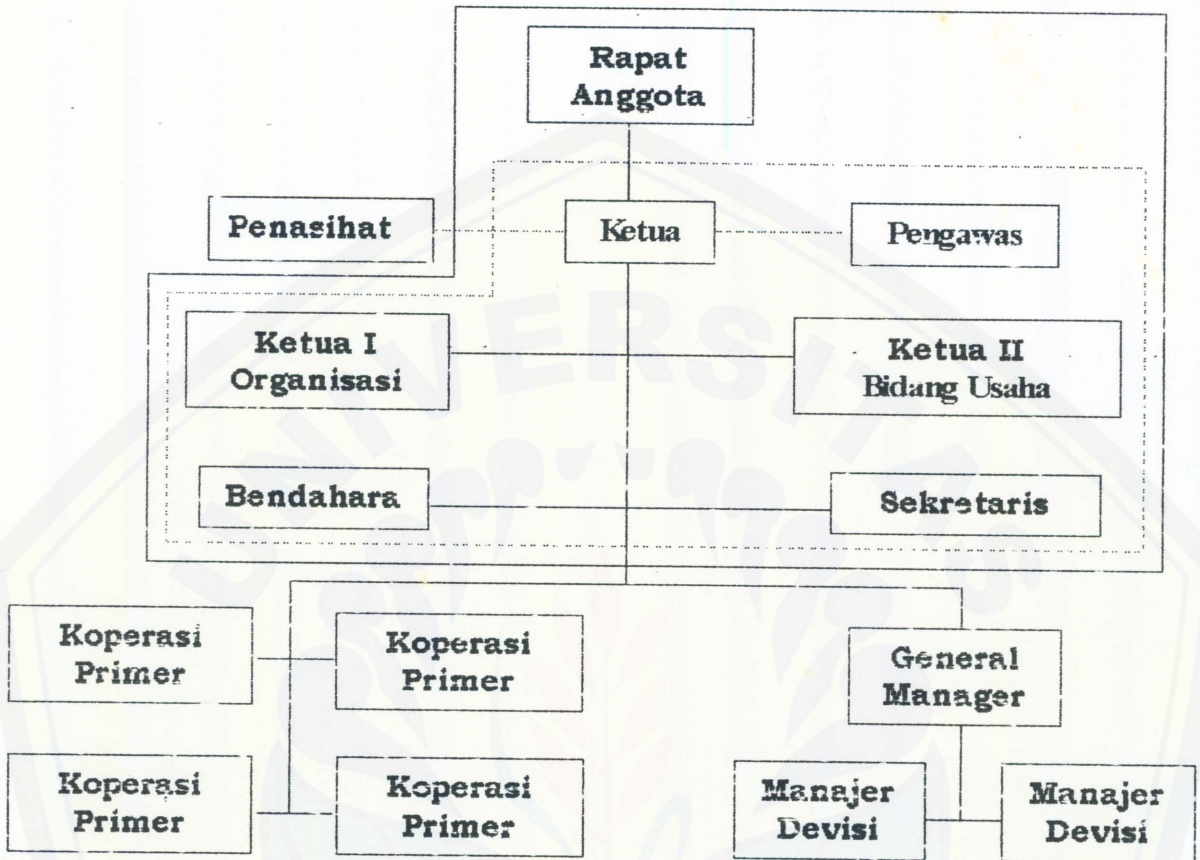 Rapat
Anggota
Penasihat
Ketua
Pengawas
Ketua I
Organisasi
Ketua II
Bidang Usaha
Bendahara
Sekretaris
Koperasi
Primer
Koperasi
Primer
General
Manager
Koperasi
Primer
Koperasi
Primer
Manajer
Devisi
Manajer
Devisi
UNIVERSITAS